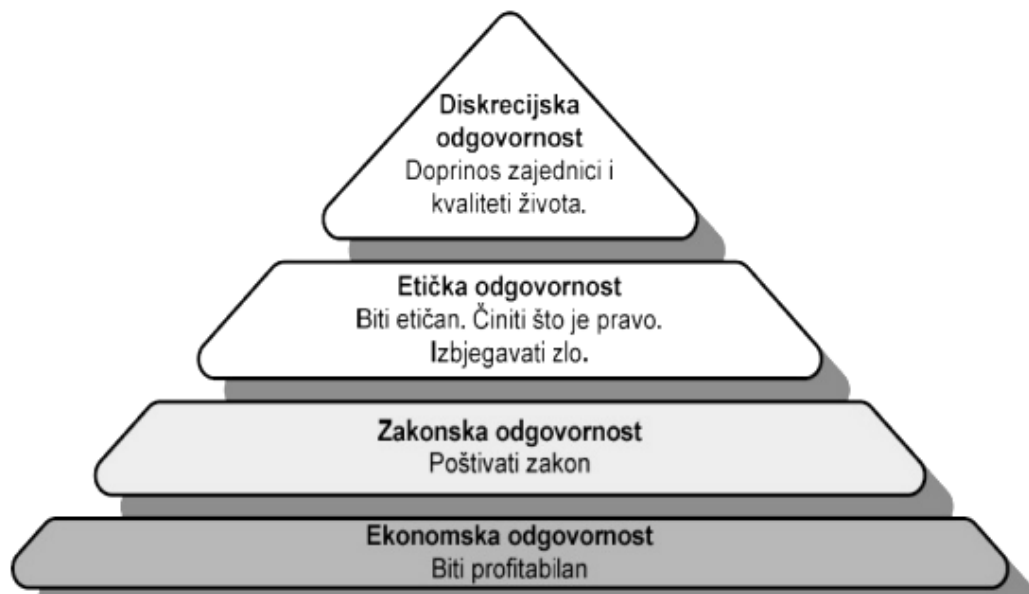 Diskrecijska
odgovornost
Doprinos zajednici i
kvaliteti života.
Etička odgovornost
Biti etičan. Činiti što je pravo.
Izbjegavati zlo.
Zakonska odgovornost
Poštivati zakon
Ekonomska odgovornost
Biti profitabilan